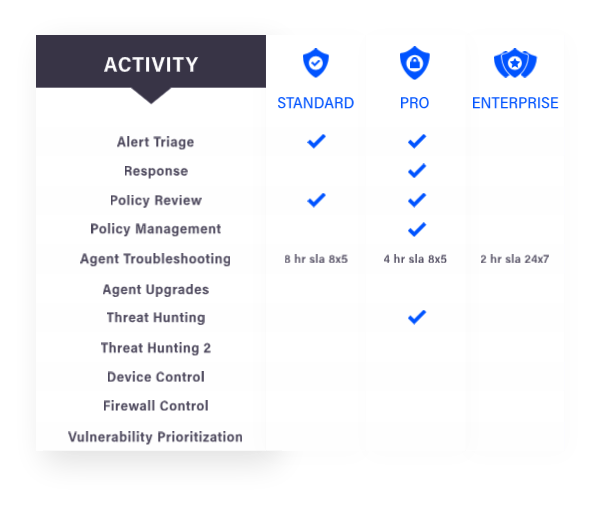 ACTIVITY
STANDARD PRO ENTERPRISE
Alert Triage
Response
Policy Review
Policy Management
Agent Troubleshooting 8 hr sla 8x5 4 hr sla 8x5 2 hr sla 24x7
Agent Upgrades
Threat Hunting
Threat Hunting 2
Device Control
Firewall Control
Vulnerability Prioritization